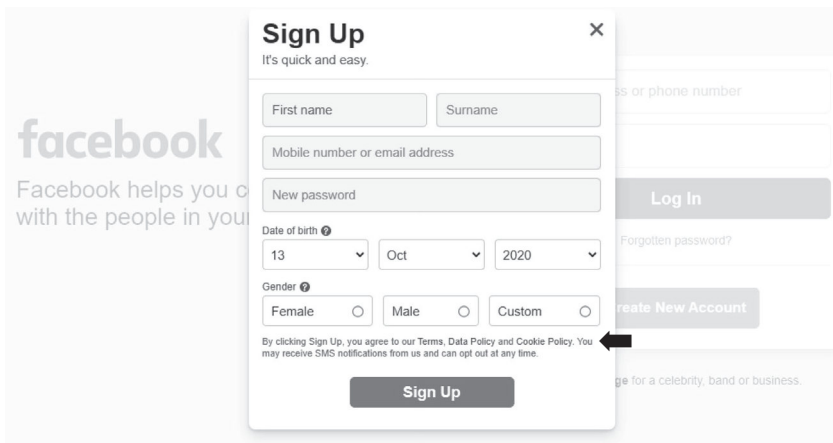 Sign Up
It's quick and easy.
First name
Surname
Mobile number or email address
New password
Date of birth
13
Oct
2020
Gender
Female
Male
Custom
By clicking Sign Up, you agree to our Terms, Data Policy and Cookie Policy. You
may receive SMS notifications from us and can opt out at any time.
Sign Up
facebook
Facebook helps you c
with the people in your
ss or phone number
Log In
Forgotten password?
reate New Account
ge for a celebrity, band or business.